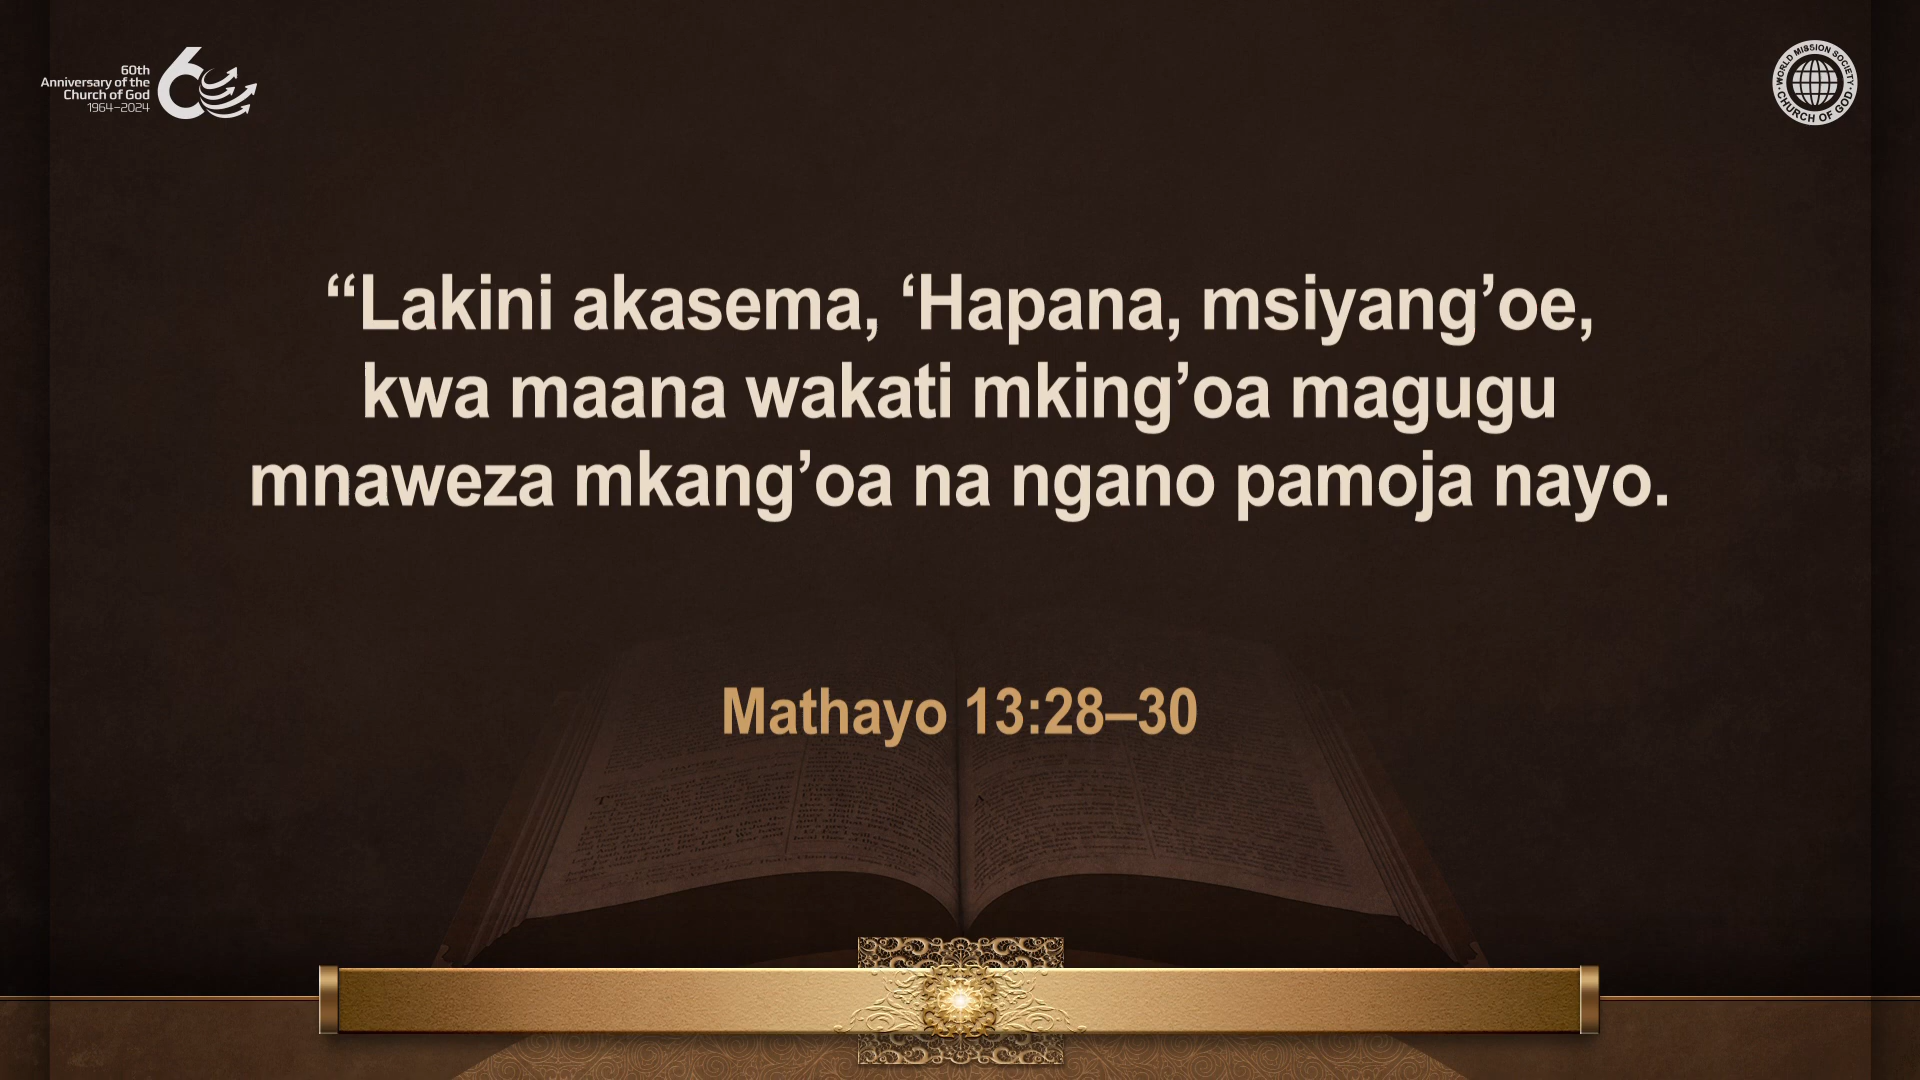 60th
Anniversary of the
Church of God
1964–2024
WORLD MISSION SOCIETY
CHURCH OF GOD
“Lakini akasema, ‘Hapana, msiyang’oe,
kwa maana wakati mking’oa magugu
mnaweza mkang’oa na ngano pamoja nayo.
Mathayo 13:28–30